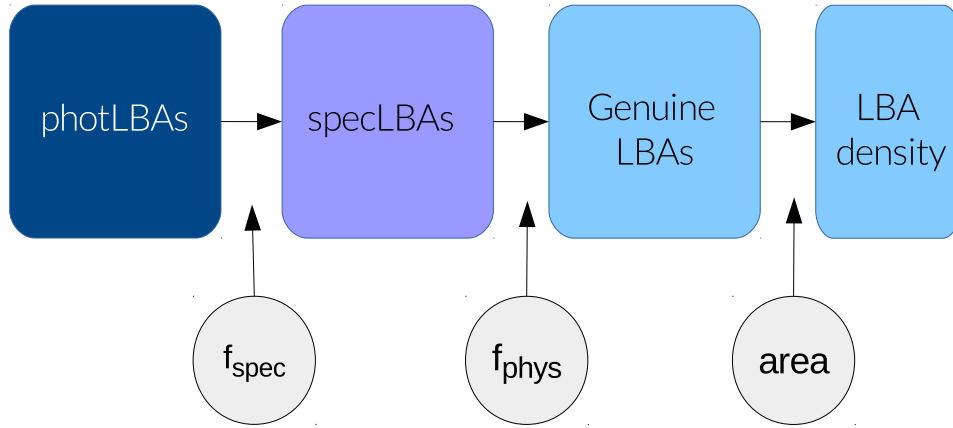 photLBAs
specLBAs
Genuine
LBAs
LBA
density
fspec
fphys
area